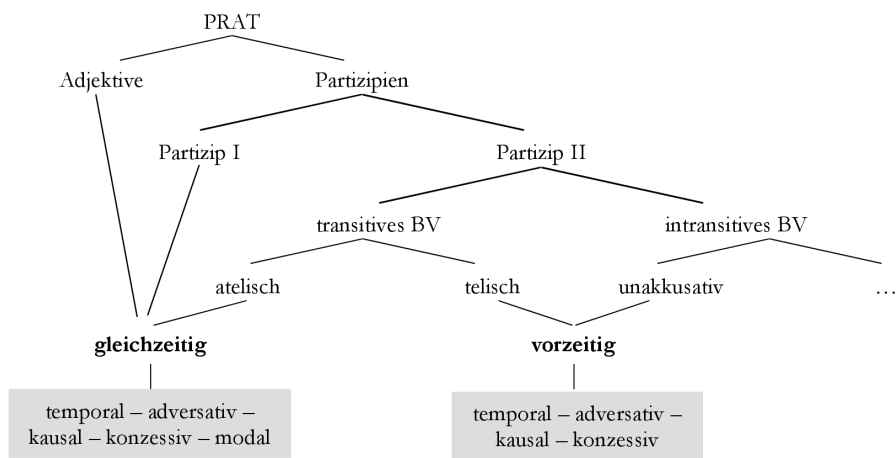 PRAT
Adjektive Partizipien
Partizip I Partizip II
transitives BV intransitives BV
atelisch telisch unakkusativ …
gleichzeitig vorzeitig
temporal – adversativ –
kausal – konzessiv – modal
temporal – adversativ –
kausal – konzessiv